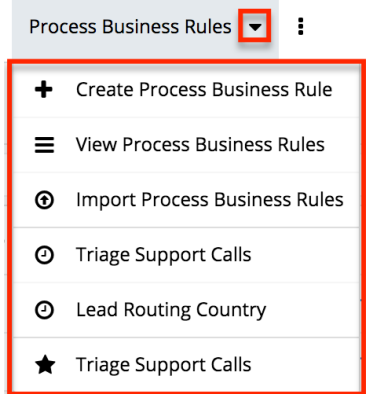 Process Business Rules
Create Process Business Rule
View Process Business Rules
Import Process Business Rules
Triage Support Calls
Lead Routing Country
Triage Support Calls